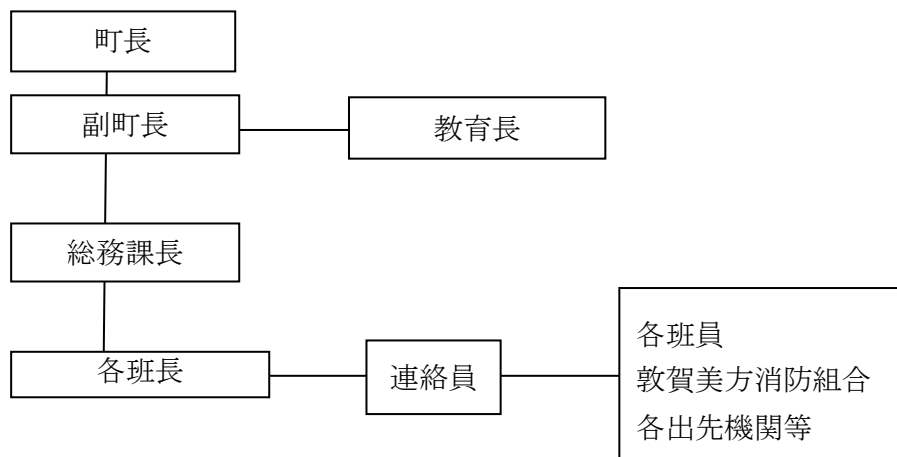 町長
副町長
教育長
総務課長
各班長
連絡員
各班員
敦賀美方消防組合
各出先機関等